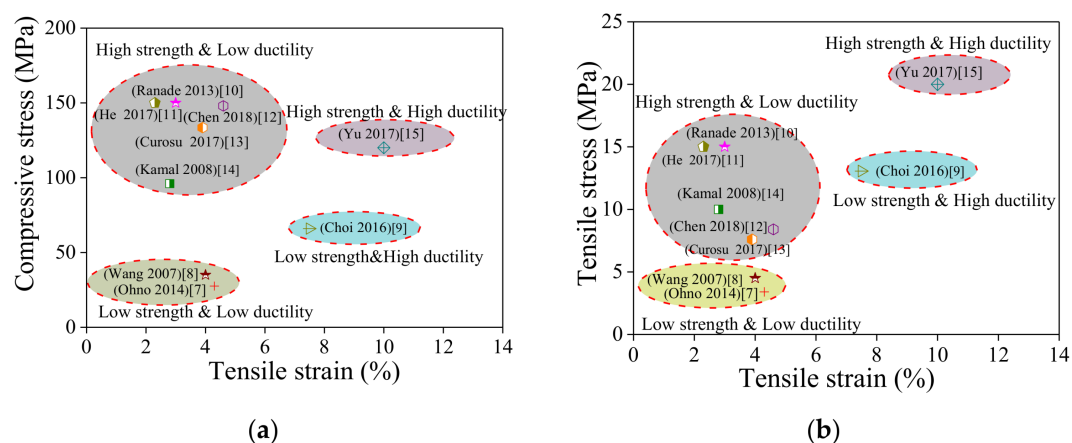 200
150
100
50
0
Compressive stress (MPa)
High strength & Low ductility
(Ranade 2013)[10]
(He 2017)[11]
(Chen 2018)[12]
(Curosu 2017)[13]
(Kamal 2008)[14]
High strength & High ductility
(Yu 2017)[15]
(Choi 2016)[9]
Low strength&High ductility
(Wang 2007)[8]
(Ohno 2014)[7]
Low strength & Low ductility
0 2 4 6 8 10 12 14
Tensile strain (%)
(a)
25
20
15
10
5
0
Tensile stress (MPa)
High strength & High ductility
(Yu 2017)[15]
High strength & Low ductility
(Ranade 2013)[10]
(He 2017)[11]
(Kamal 2008)[14]
(Chen 2018)[12]
(Curosu 2017)[13]
(Choi 2016)[9]
Low strength & High ductility
(Wang 2007)[8]
(Ohno 2014)[7]
Low strength & Low ductility
0 2 4 6 8 10 12 14
Tensile strain (%)
(b)